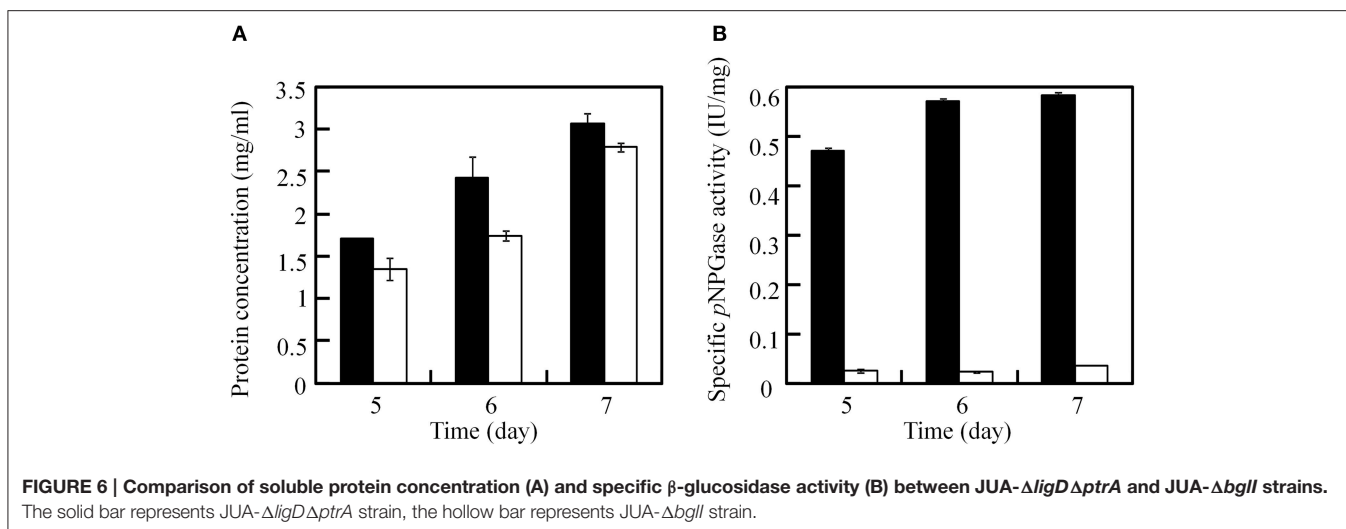 A
B
Protein concentration (mg/ml)
3.5
3
2.5
2
1.5
1
0.5
0
5 6 7
Time (day)
Specific pNPGase activity (IU/mg)
0.6
0.5
0.4
0.3
0.2
0.1
0
5 6 7
Time (day)
FIGURE 6 | Comparison of soluble protein concentration (A) and specific β-glucosidase activity (B) between JUA-ΔligDΔptrA and JUA-ΔbglI strains.
The solid bar represents JUA-ΔligDΔptrA strain, the hollow bar represents JUA-ΔbglI strain.